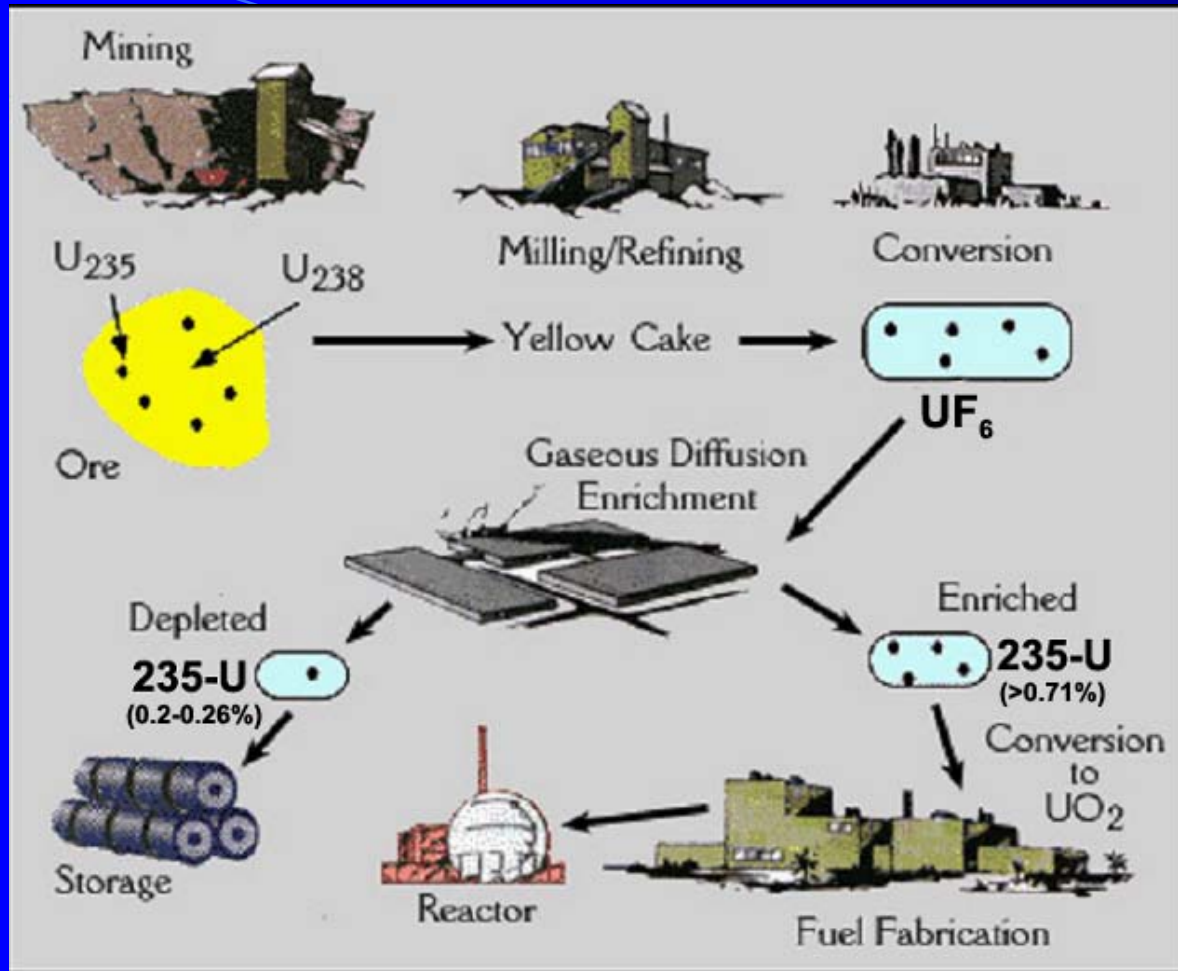 Mining
Milling/Refining
Conversion
U235
U238
Yellow Cake
UF6
Ore
Gaseous Diffusion
Enrichment
Depleted
235-U
(0.2-0.26%)
Enriched
235-U
(>0.71%)
Conversion
to
UO2
Storage
Reactor
Fuel Fabrication